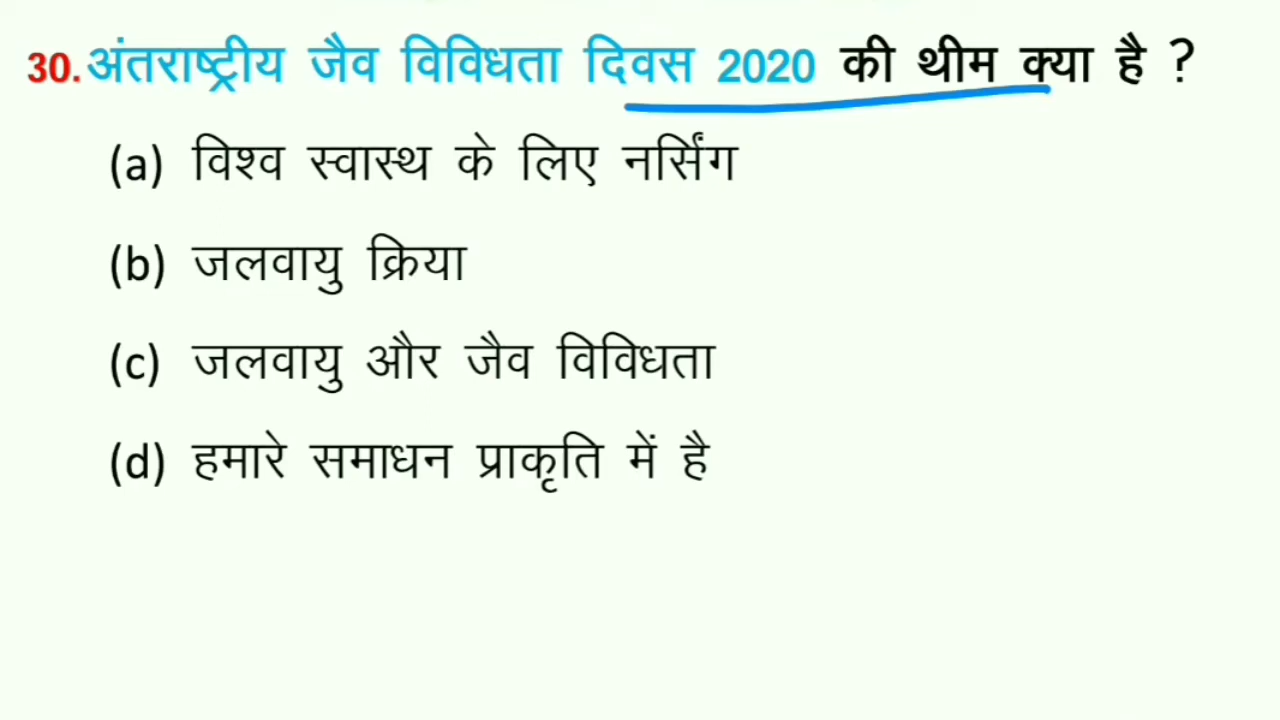 30. अंतराष्ट्रीय जैव विविधता दिवस 2020 की थीम क्या है ?
(a) विश्व स्वास्थ के लिए नर्सिंग
(b) जलवायु क्रिया
(c) जलवायु और जैव विविधता
(d) हमारे समाधन प्राकृति में है